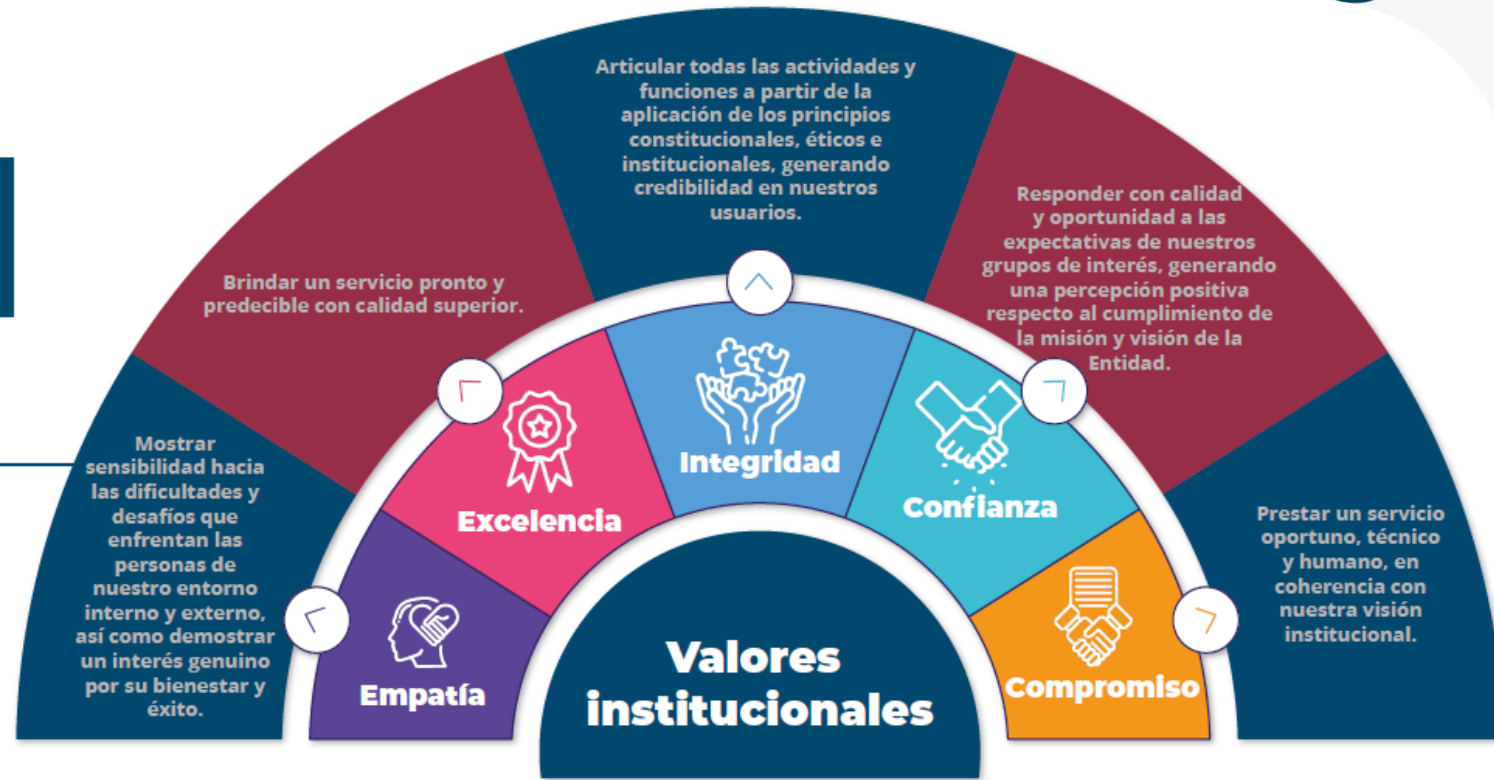 Articular todas las actividades y
funciones a partir de la
aplicación de los principios
constitucionales, éticos e
institucionales, generando
credibilidad en nuestros
usuarios.
Brindar un servicio pronto y
predecible con calidad superior.
Responder con calidad
y oportunidad a las
expectativas de nuestros
grupos de interés, generando
una percepción positiva
respecto al cumplimiento de
la misión y visión de la
Entidad.
Mostrar
sensibilidad hacia
las dificultades y
desafíos que
enfrentan las
personas de
nuestro entorno
interno y externo,
así como demostrar
un interés genuino
por su bienestar y
éxito.
Prestar un servicio
oportuno, técnico
y humano, en
coherencia con
nuestra visión
institucional.
Empatía
Excelencia
Integridad
Confianza
Compromiso
Valores
institucionales